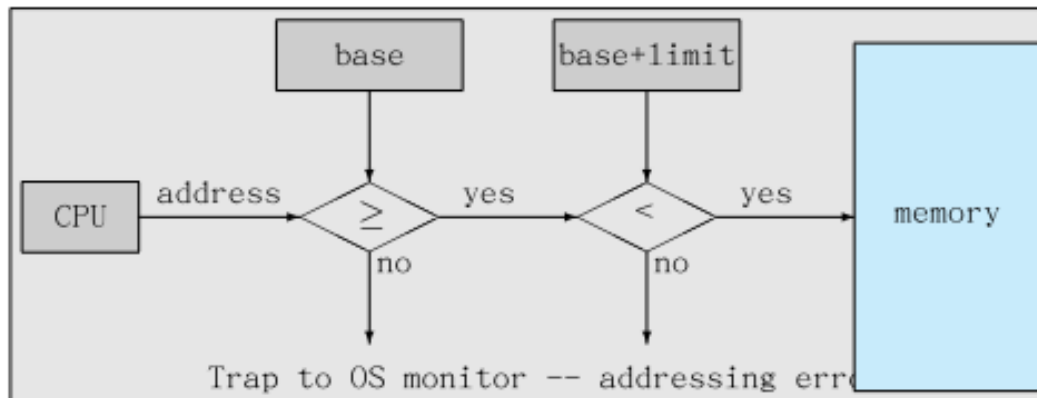 base base+limit
CPU address ≥ yes < yes memory
no no
Trap to OS monitor -- addressing